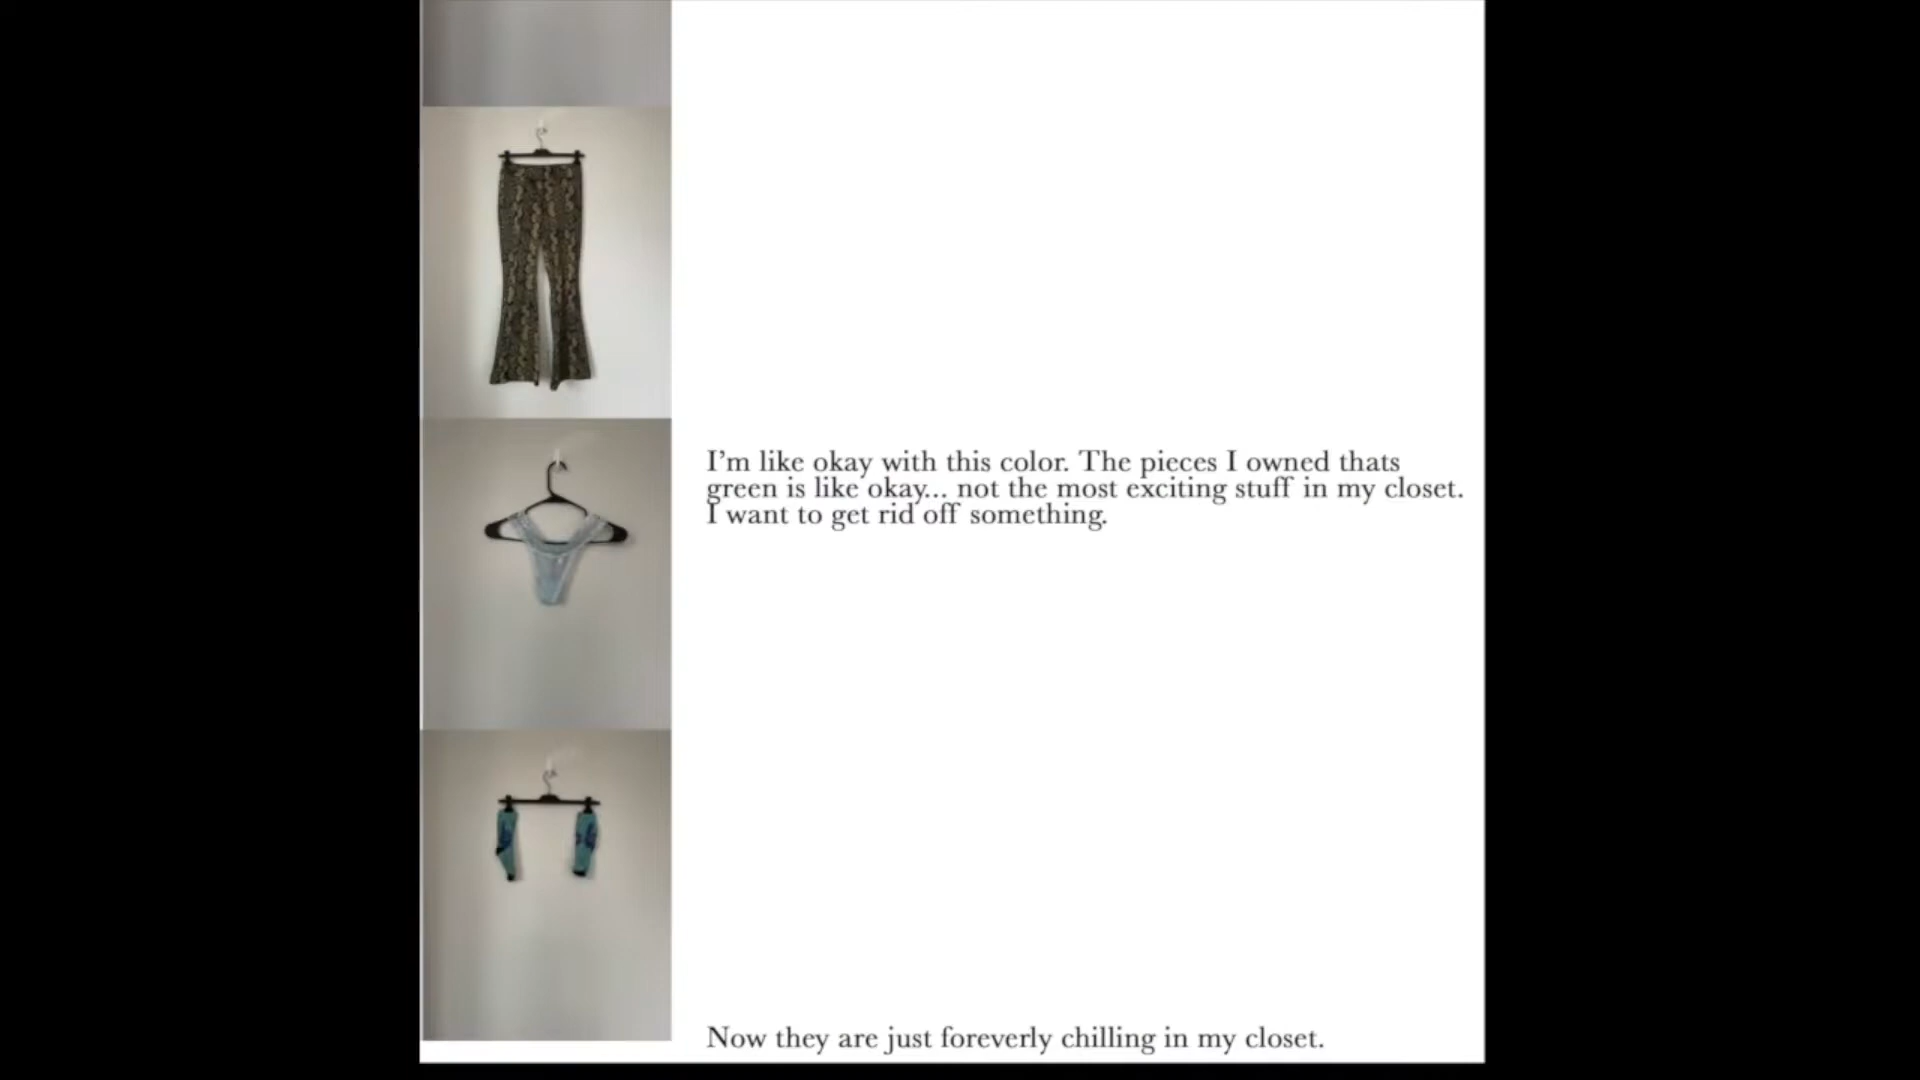 I’m like okay with this color. The pieces I owned thats
green is like okay... not the most exciting stuff in my closet.
I want to get rid off something.
Now they are just foreverly chilling in my closet.